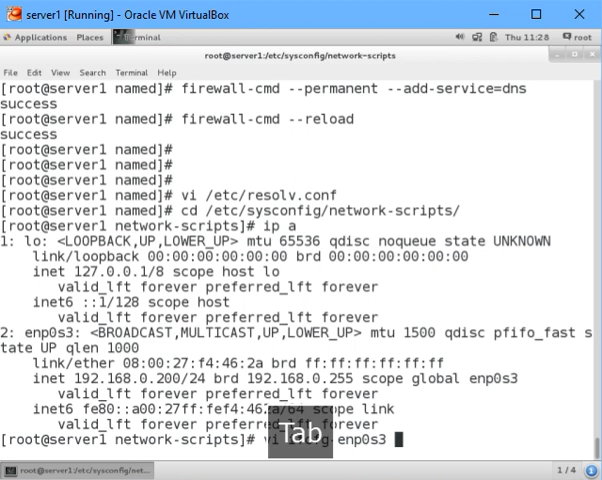 server1 [Running] - Oracle VM VirtualBox
Applications Places Terminal Thu 11:28 root
root@server1:/etc/sysconfig/network-scripts
File Edit View Search Terminal Help
[root@server1 named]# firewall-cmd --permanent --add-service=dns
success
[root@server1 named]# firewall-cmd --reload
success
[root@server1 named]#
[root@server1 named]#
[root@server1 named]#
[root@server1 named]# vi /etc/resolv.conf
[root@server1 named]# cd /etc/sysconfig/network-scripts/
[root@server1 network-scripts]# ip a
1: lo: <LOOPBACK,UP,LOWER_UP> mtu 65536 qdisc noqueue state UNKNOWN
link/loopback 00:00:00:00:00:00 brd 00:00:00:00:00:00
inet 127.0.0.1/8 scope host lo
valid_lft forever preferred_lft forever
inet6 ::1/128 scope host
valid_lft forever preferred_lft forever
2: enp0s3: <BROADCAST,MULTICAST,UP,LOWER_UP> mtu 1500 qdisc pfifo_fast s
tate UP qlen 1000
link/ether 08:00:27:f4:46:2a brd ff:ff:ff:ff:ff:ff
inet 192.168.0.200/24 brd 192.168.0.255 scope global enp0s3
valid_lft forever preferred_lft forever
inet6 fe80::a00:27ff:fef4:462a/64 scope link
valid_lft forever preferred_lft forever
[root@server1 network-scripts]# vi ifcfg-enp0s3
Tab
root@server1:/etc/sysconfig/net... 1 / 4